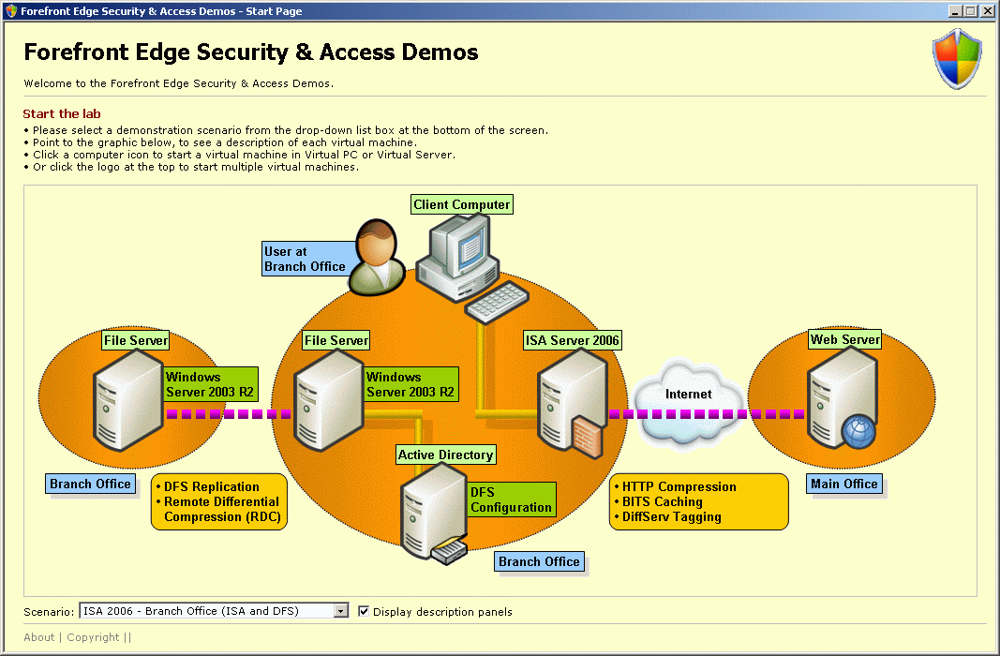 Forefront Edge Security & Access Demos - Start Page
Forefront Edge Security & Access Demos
Welcome to the Forefront Edge Security & Access Demos.
Start the lab
• Please select a demonstration scenario from the drop-down list box at the bottom of the screen.
• Point to the graphic below, to see a description of each virtual machine.
• Click a computer icon to start a virtual machine in Virtual PC or Virtual Server.
• Or click the logo at the top to start multiple virtual machines.
Client Computer
User at
Branch Office
File Server
Windows
Server 2003 R2
File Server
Windows
Server 2003 R2
ISA Server 2006
Internet
Web Server
Active Directory
DFS
Configuration
Branch Office
• DFS Replication
• Remote Differential
Compression (RDC)
• HTTP Compression
• BITS Caching
• DiffServ Tagging
Main Office
Branch Office
Scenario: ISA 2006 - Branch Office (ISA and DFS) Display description panels
About | Copyright ||